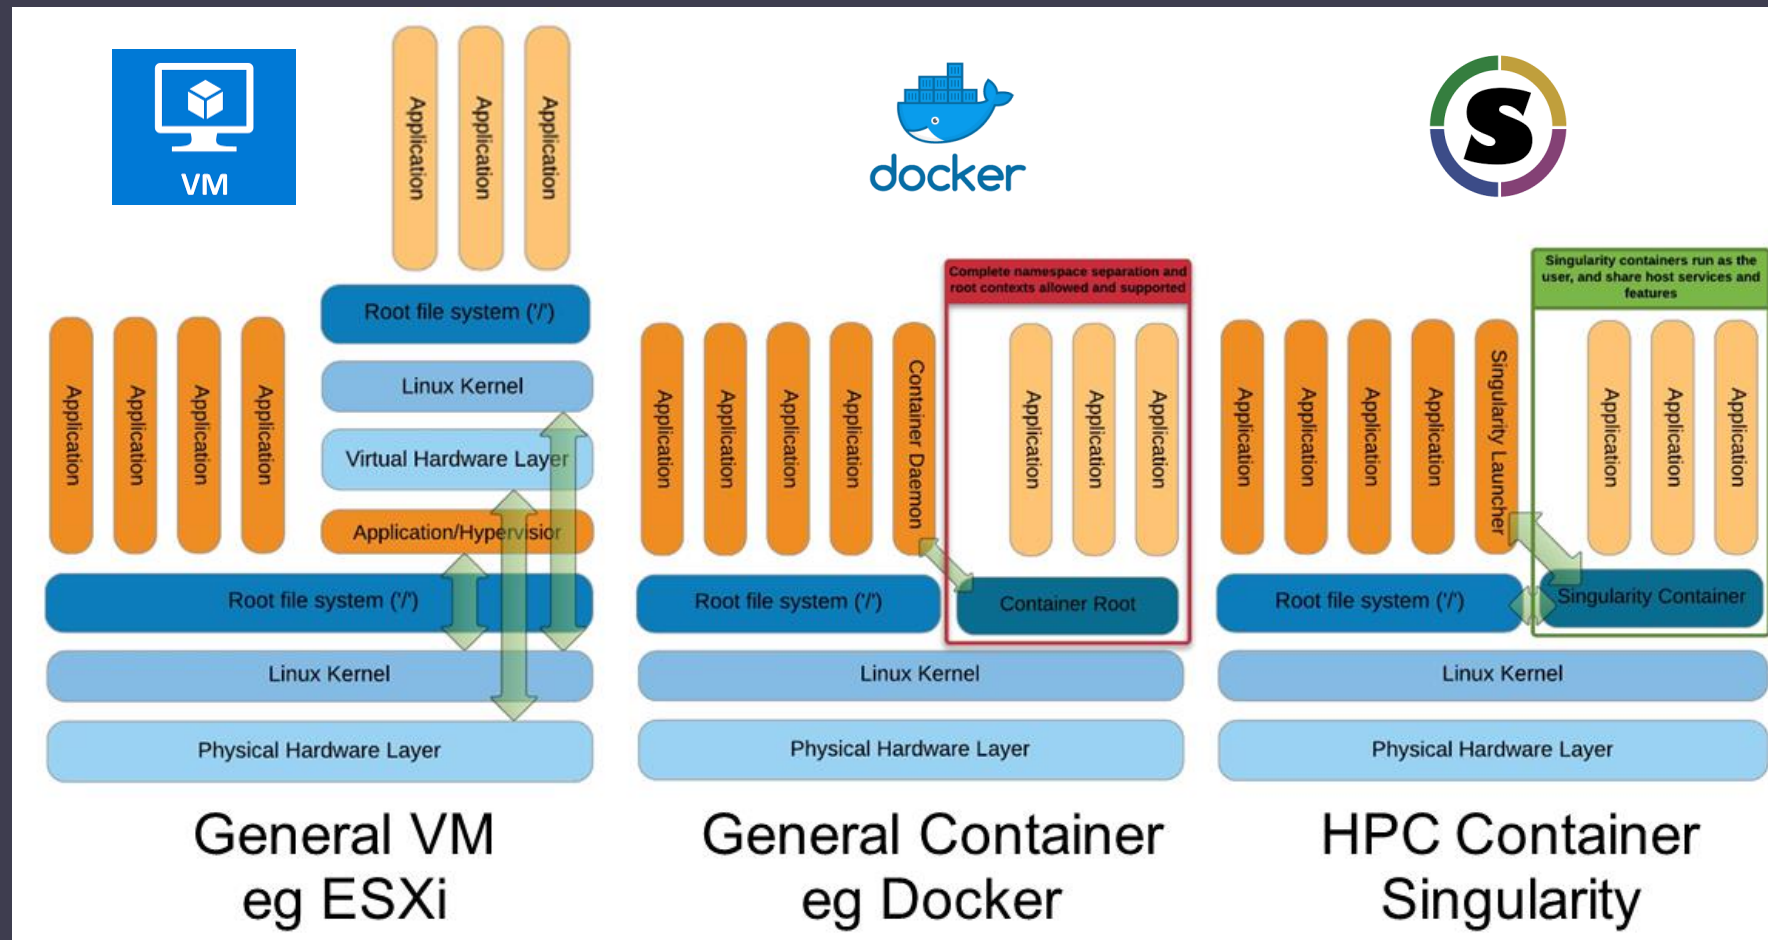 VM
Application
Application
Application
Root file system ('/')
Linux Kernel
Virtual Hardware Layer
Application/Hypervisior
Application
Application
Application
Application
Root file system ('/')
Linux Kernel
Physical Hardware Layer
General VM
eg ESXi
docker
Complete namespace separation and
root contexts allowed and supported
Application
Application
Application
Application
Container Daemon
Application
Application
Application
Root file system ('/')
Container Root
Linux Kernel
Physical Hardware Layer
General Container
eg Docker
S
Singularity containers run as the
user, and share host services and
features
Application
Application
Application
Application
Singularity Launcher
Application
Application
Application
Root file system ('/')
Singularity Container
Linux Kernel
Physical Hardware Layer
HPC Container
Singularity